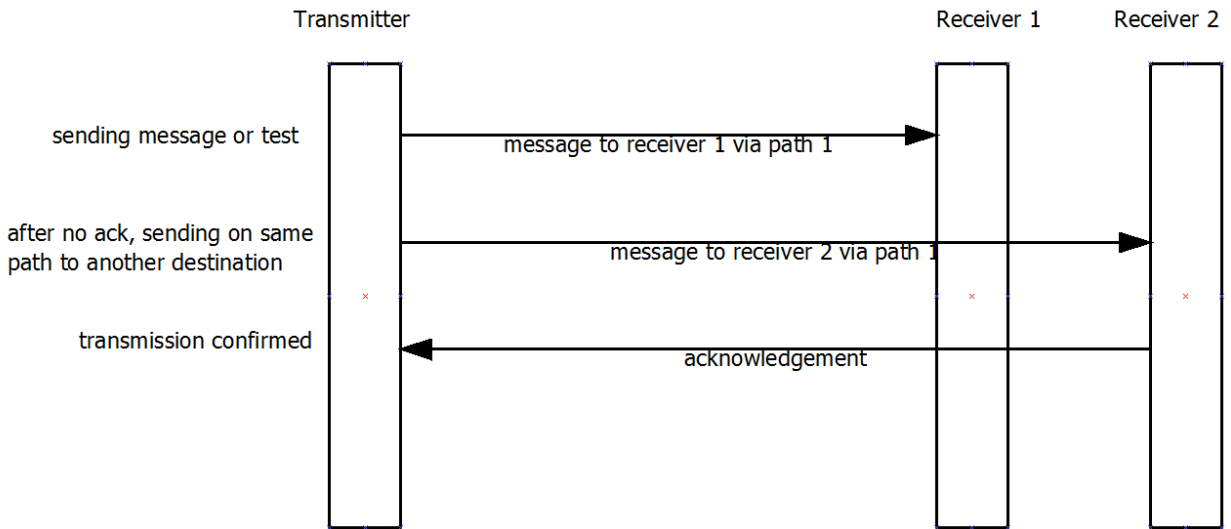 Transmitter
Receiver 1
Receiver 2
sending message or test
message to receiver 1 via path 1
after no ack, sending on same
path to another destination
message to receiver 2 via path 1
transmission confirmed
acknowledgement